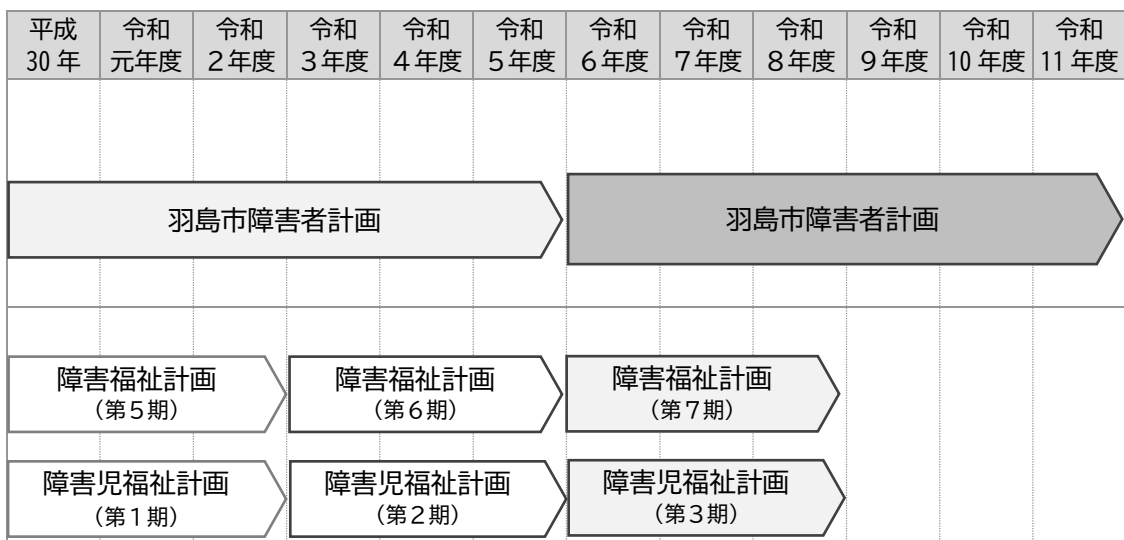 平成 令和 令和 令和 令和 令和 令和 令和 令和 令和 令和 令和
30年 元年度 2年度 3年度 4年度 5年度 6年度 7年度 8年度 9年度 10年度 11年度
羽島市障害者計画 羽島市障害者計画
障害福祉計画 障害福祉計画 障害福祉計画
(第5期) (第6期) (第7期)
障害児福祉計画 障害児福祉計画 障害児福祉計画
(第1期) (第2期) (第3期)